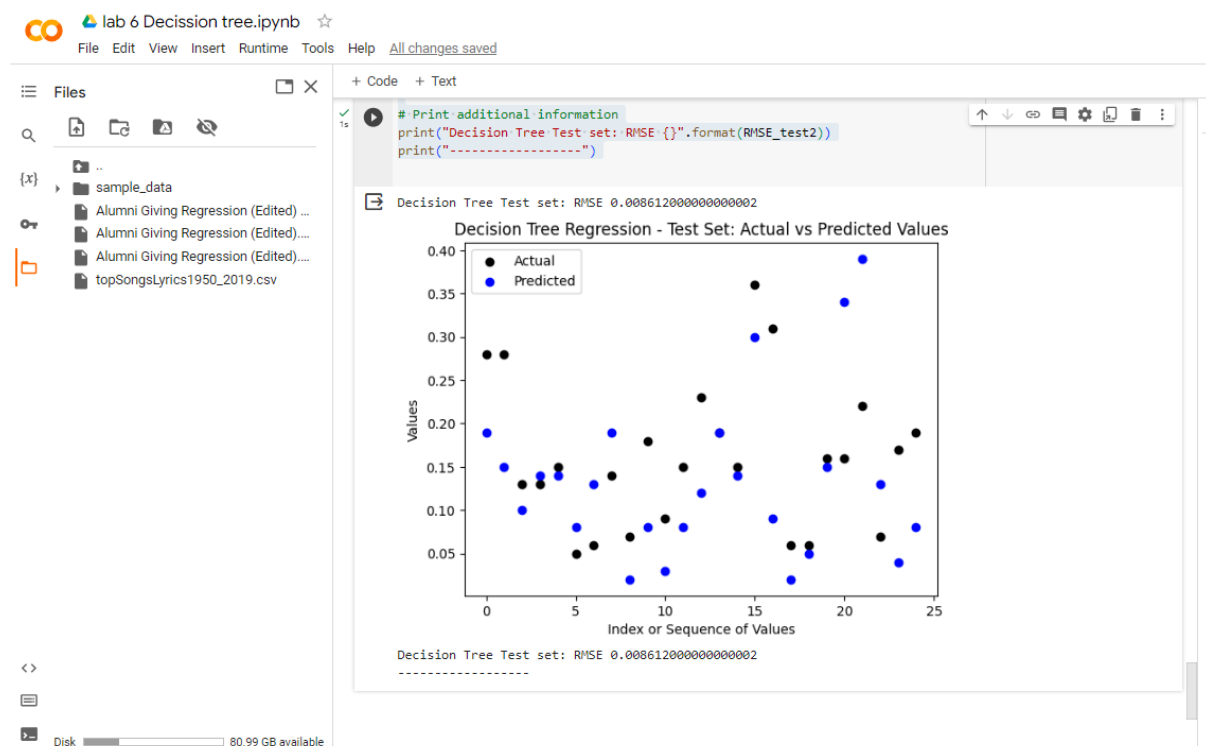 lab 6 Decission tree.ipynb
File Edit View Insert Runtime Tools Help All changes saved
Files
..
sample_data
Alumni Giving Regression (Edited) ...
Alumni Giving Regression (Edited)....
Alumni Giving Regression (Edited)....
topSongsLyrics1950_2019.csv
{x}
<>
Disk 80.99 GB available
+ Code + Text
1s
# Print additional information
print("Decision Tree Test set: RMSE {}".format(RMSE_test2))
print("------------------")
Decision Tree Test set: RMSE 0.008612000000000002
Decision Tree Regression - Test Set: Actual vs Predicted Values
Actual
Predicted
0.40
0.35
0.30
0.25
0.20
0.15
0.10
0.05
Values
0 5 10 15 20 25
Index or Sequence of Values
Decision Tree Test set: RMSE 0.008612000000000002
------------------